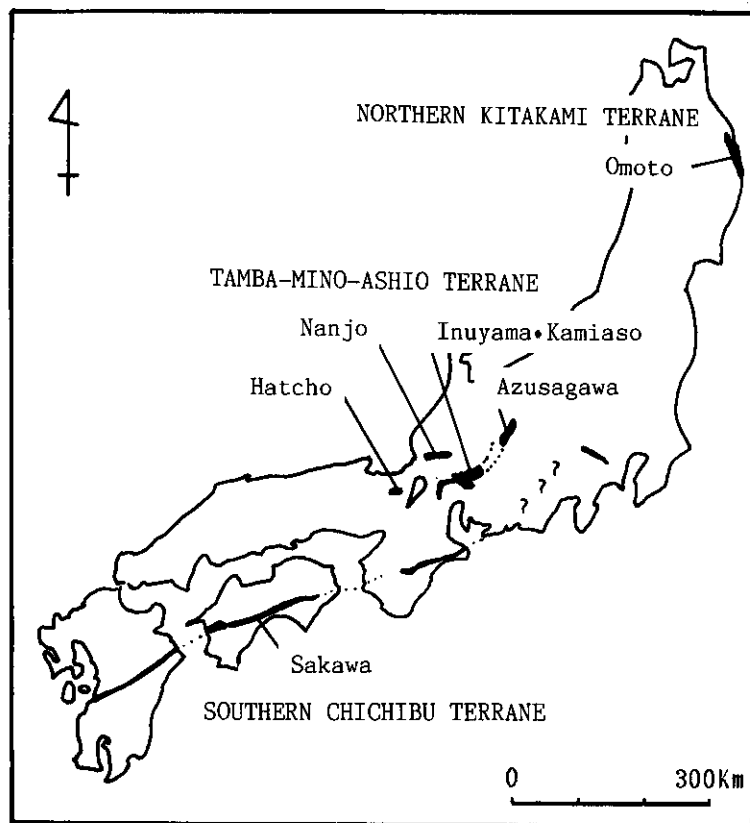 NORTHERN KITAKAMI TERRANE
Omoto
TAMBA-MINO-ASHIO TERRANE
Nanjo
Inuyama•Kamiaso
Hatcho
Azusagawa
?
?
?
Sakawa
SOUTHERN CHICHIBU TERRANE
0 300Km